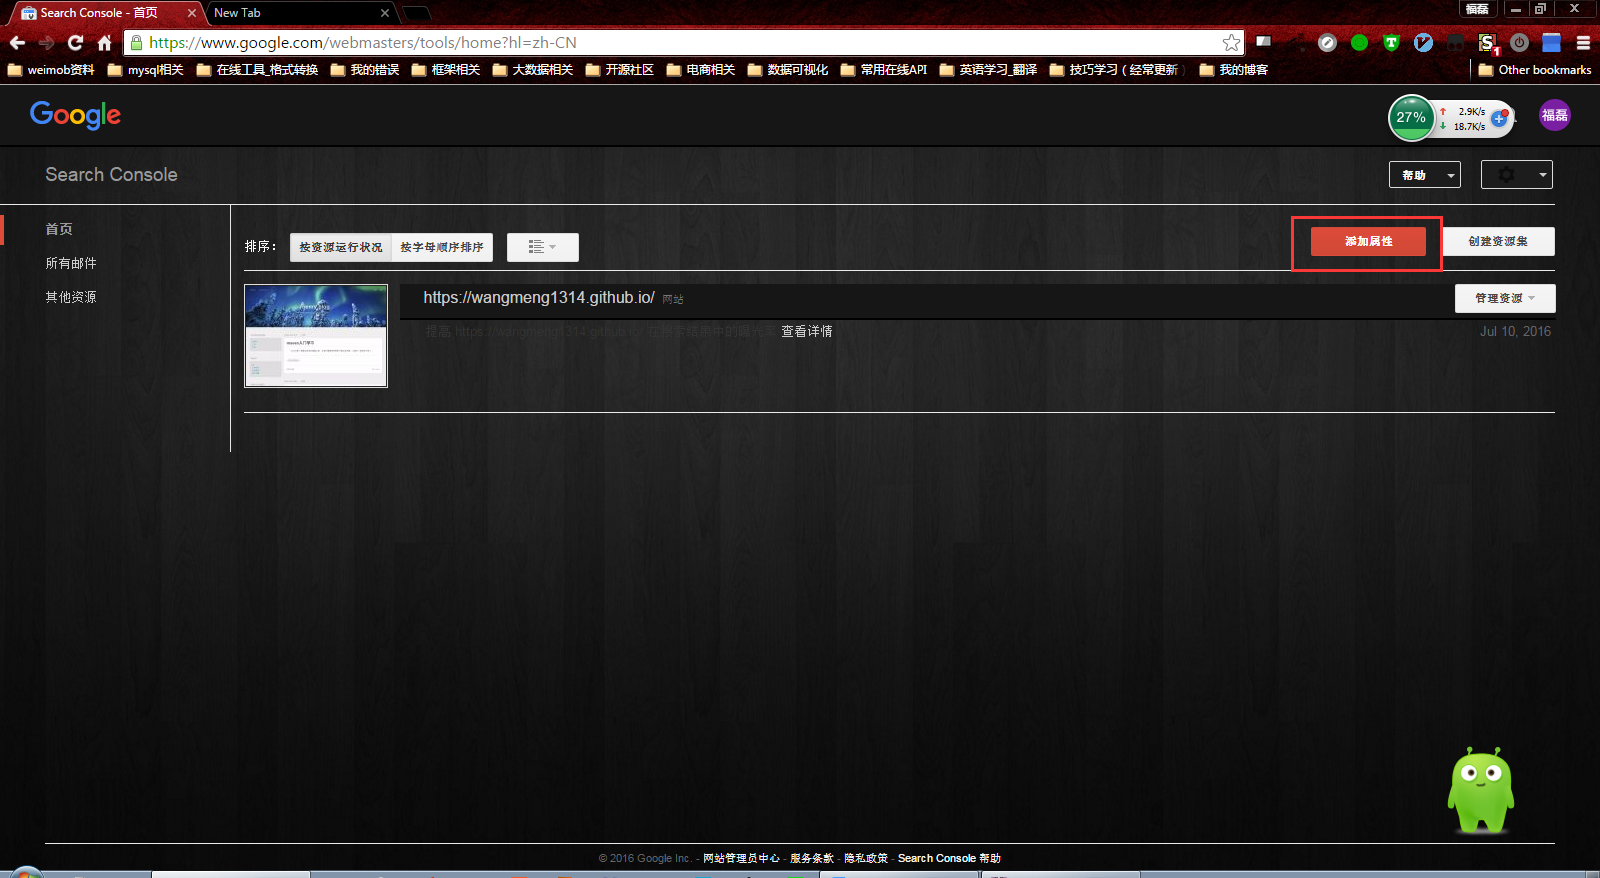 Search Console - 首页
New Tab
福磊
https://www.google.com/webmasters/tools/home?hl=zh-CN
weimob资料 mysql相关 在线工具_格式转换 我的错误 框架相关 大数据相关 开源社区 电商相关 数据可视化 常用在线API 英语学习_翻译 技巧学习（经常更新） 我的博客 Other bookmarks
Google
27%
2.9K/s
18.7K/s
福磊
Search Console
帮助
首页
所有邮件
其他资源
排序：
按资源运行状况
按字母顺序排序
添加属性
创建资源集
https://wangmeng1314.github.io/ 网站
管理资源
提高 https://wangmeng1314.github.io/ 在搜索结果中的曝光率 查看详情
Jul 10, 2016
© 2016 Google Inc. - 网站管理员中心 - 服务条款 - 隐私政策 - Search Console 帮助